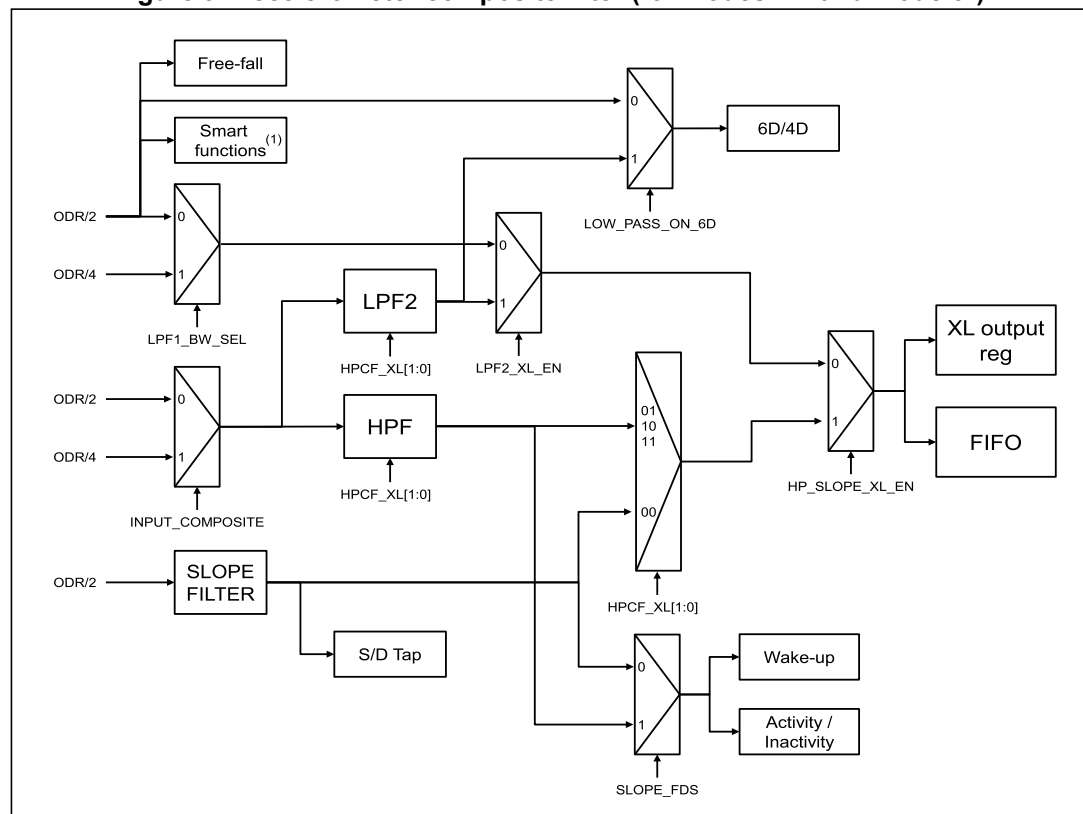 Free-fall
Smart
functions(1)
0
1
6D/4D
LOW_PASS_ON_6D
ODR/2
0
ODR/4
1
LPF1_BW_SEL
LPF2
HPCF_XL[1:0]
0
1
LPF2_XL_EN
XL output
reg
FIFO
0
1
HP_SLOPE_XL_EN
ODR/2
0
ODR/4
1
INPUT_COMPOSITE
HPF
HPCF_XL[1:0]
01
10
11
00
HPCF_XL[1:0]
ODR/2
SLOPE
FILTER
S/D Tap
0
1
SLOPE_FDS
Wake-up
Activity /
Inactivity